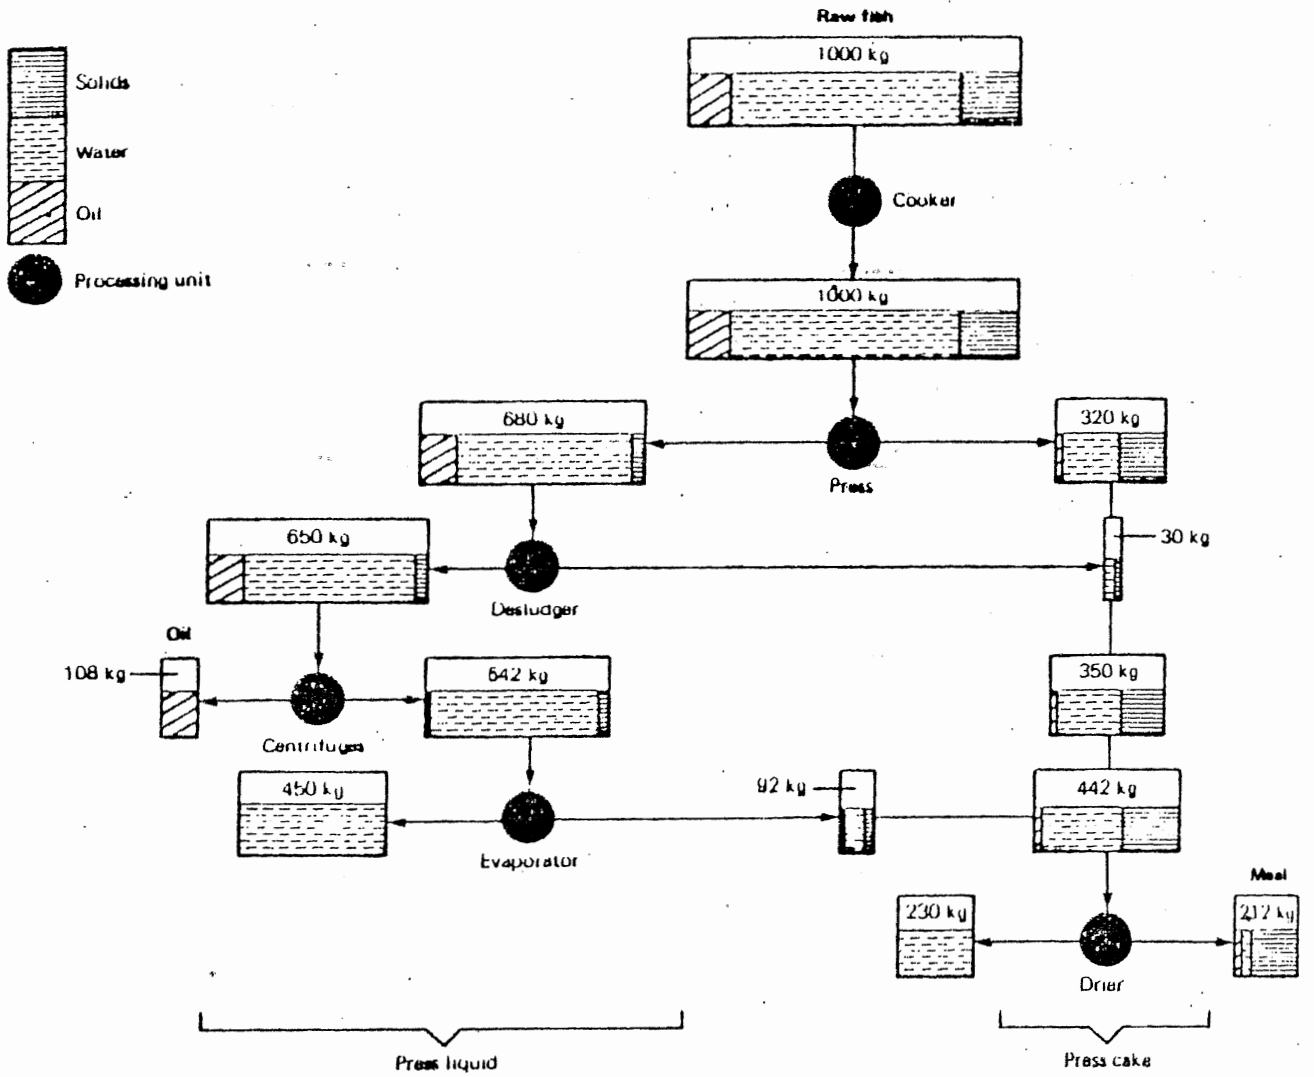 Raw fish
1000 kg
Solids
Water
Oil
Processing unit
Cooker
1000 kg
680 kg
320 kg
Press
650 kg
30 kg
Desludger
Oil
108 kg
542 kg
350 kg
Centrifuges
450 kg
92 kg
442 kg
Evaporator
Meal
230 kg
212 kg
Drier
Press liquid
Press cake